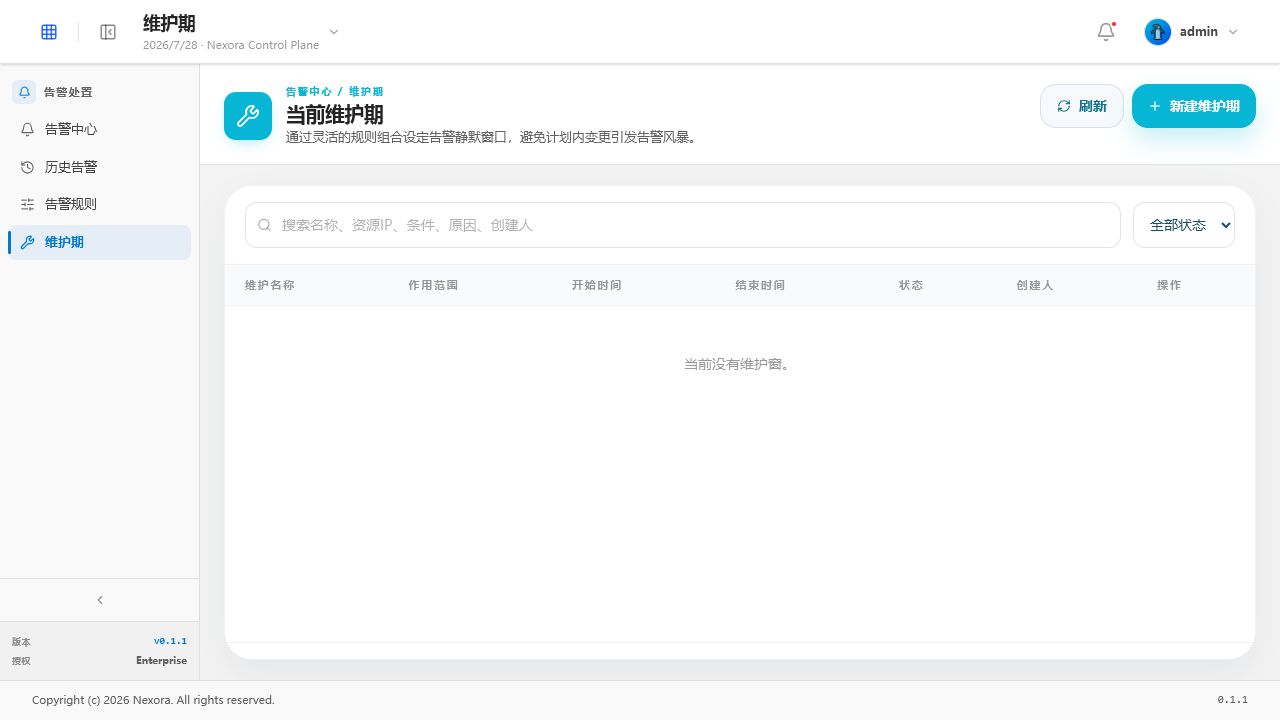 维护期
2026/7/28 · Nexora Control Plane
admin
告警处置
告警中心
历史告警
告警规则
维护期
版本 v0.1.1
授权 Enterprise
告警中心 / 维护期
当前维护期
通过灵活的规则组合设定告警静默窗口，避免计划内变更引发告警风暴。
刷新
新建维护期
搜索名称、资源IP、条件、原因、创建人
全部状态
维护名称 作用范围 开始时间 结束时间 状态 创建人 操作
当前没有维护窗。
Copyright (c) 2026 Nexora. All rights reserved.
0.1.1